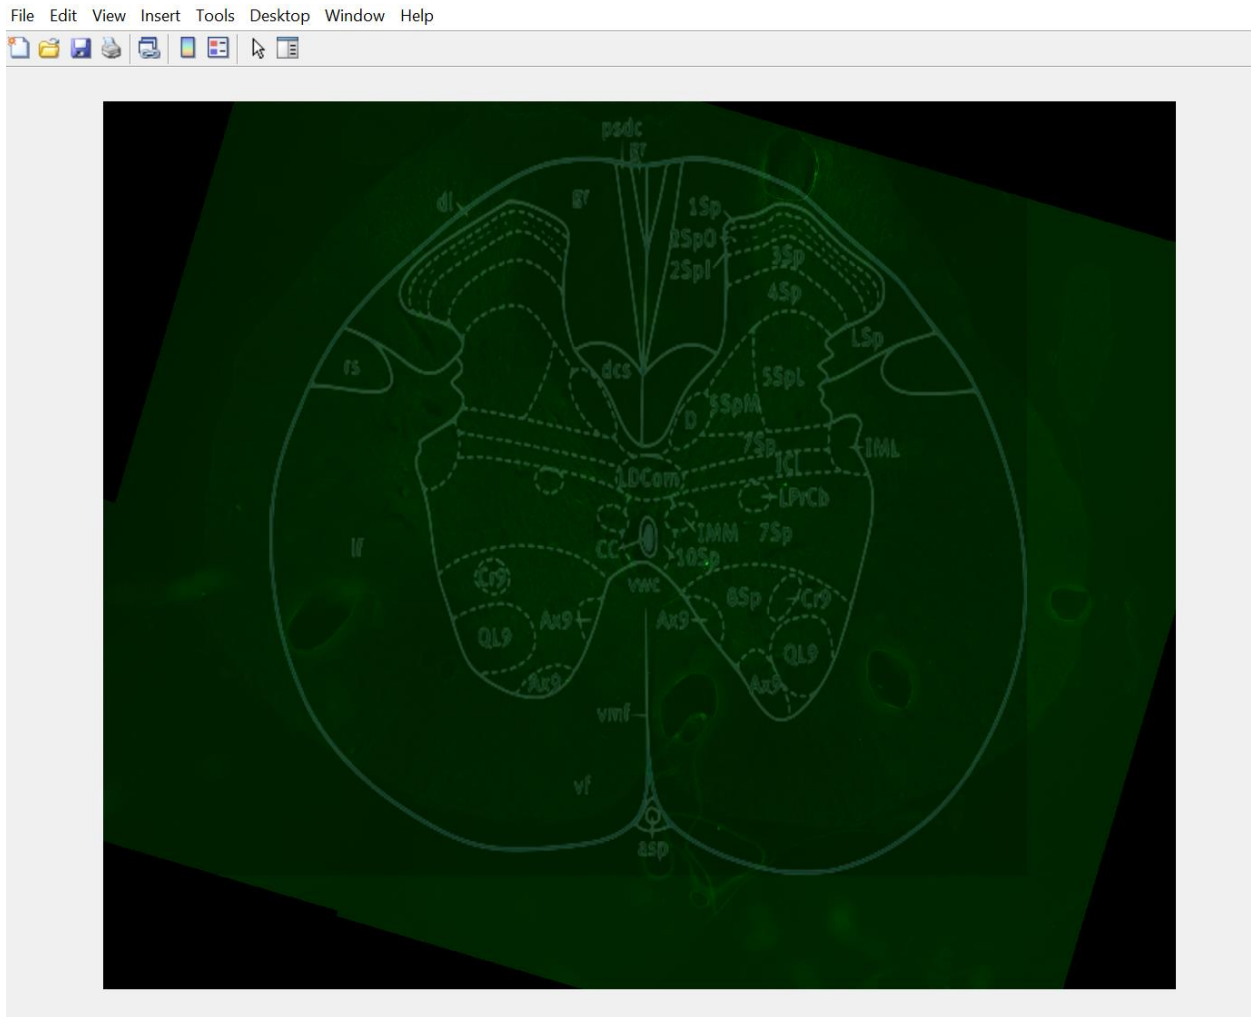 File Edit View Insert Tools Desktop Window Help
psdc
gr
dl
gr
1Sp
2SpO
2SpI
3Sp
4Sp
LSp
rs
dcs
5SpL
5SpM
D
7Sp
IML
ICl
1DCom
LPrCb
IMM
7Sp
lf
CC
10Sp
vwc
Cr9
8Sp
Cr9
Ax9
Ax9
QL9
QL9
Ax9
Ax9
vmf
vf
asp